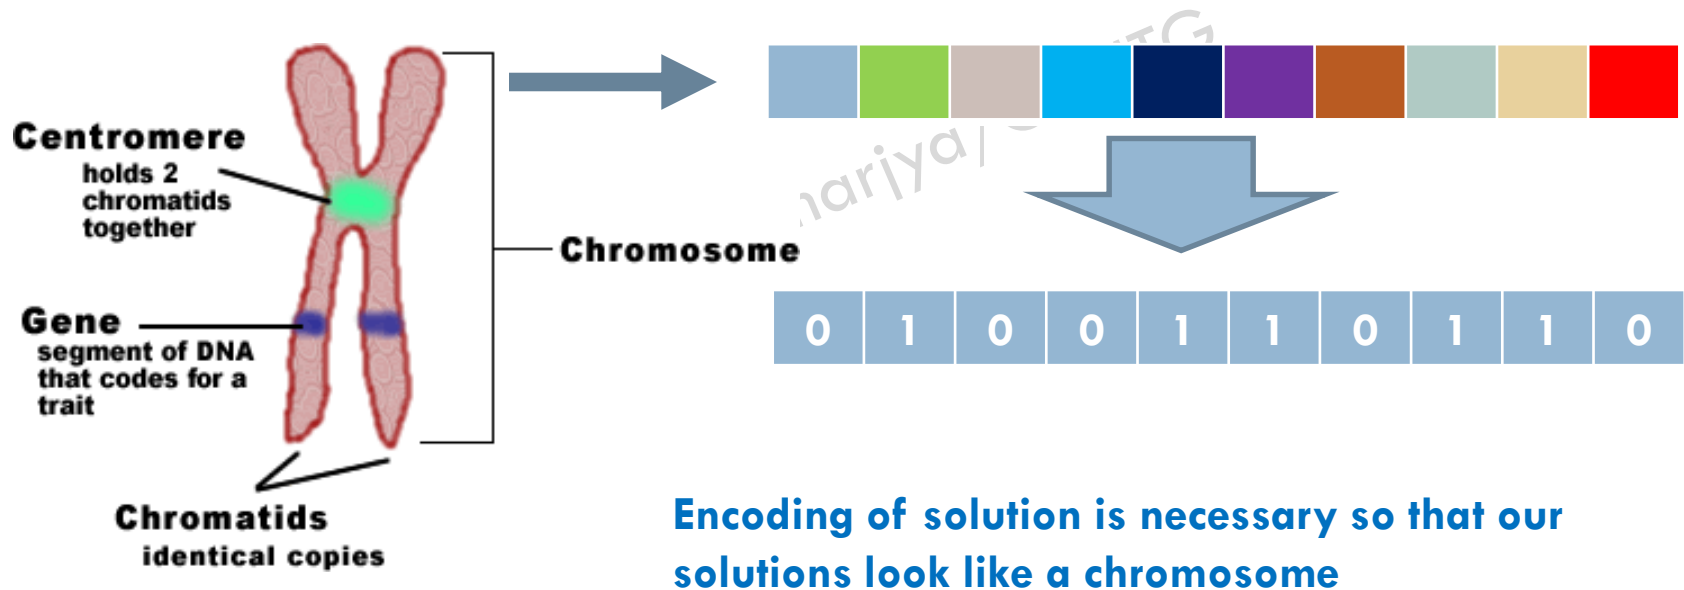 Centromere
holds 2
chromatids
together
Gene
segment of DNA
that codes for a
trait
Chromatids
identical copies
Chromosome
0 1 0 0 1 1 0 1 1 0
Encoding of solution is necessary so that our
solutions look like a chromosome